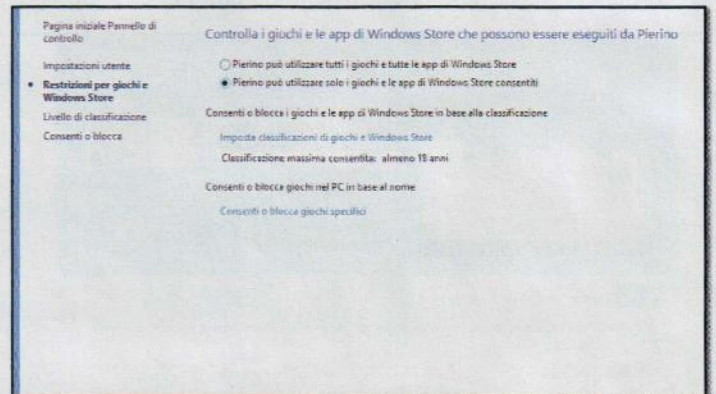 Pagina iniziale Pannello di
controllo
Impostazioni utente
Restrizioni per giochi e
Windows Store
Livello di classificazione
Consenti o blocca
Controlla i giochi e le app di Windows Store che possono essere eseguiti da Pierino
Pierino può utilizzare tutti i giochi e tutte le app di Windows Store
Pierino può utilizzare solo i giochi e le app di Windows Store consentiti
Consenti o blocca i giochi e le app di Windows Store in base alla classificazione
Imposta classificazioni di giochi e Windows Store
Classificazione massima consentita: almeno 18 anni
Consenti o blocca giochi nel PC in base al nome
Consenti o blocca giochi specifici